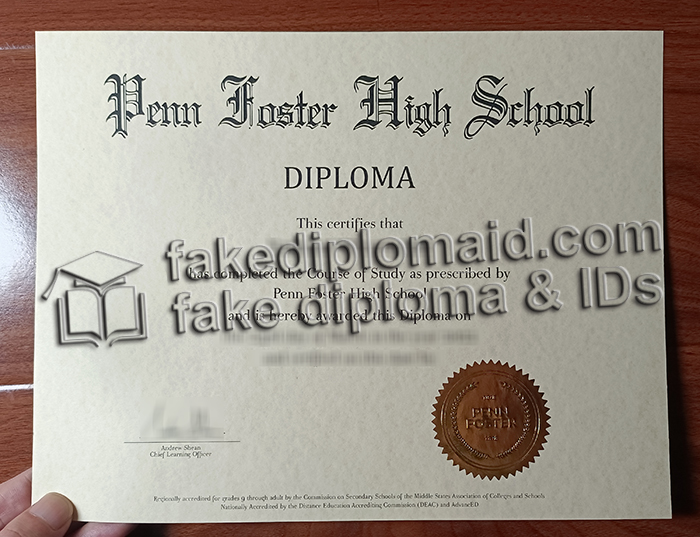 Penn Foster High School
DIPLOMA
This certifies that
fakediplomaid.com
has completed the Course of Study as prescribed by
fake diploma & IDs
Penn Foster High School
and is hereby awarded this Diploma on
PENN
FOSTER
Andrew Shean
Chief Learning Officer
Regionally accredited for grades 9 through adult by the Commission on Secondary Schools of the Middle States Association of Colleges and Schools
Nationally Accredited by the Distance Education Accrediting Commission (DEAC) and AdvancED